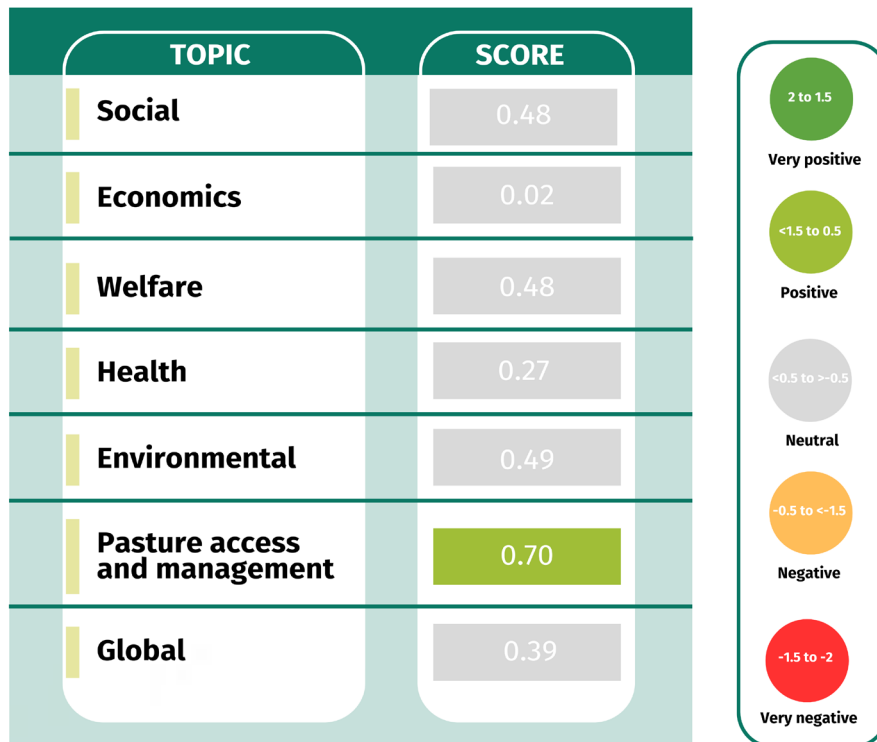 TOPIC SCORE
Social 0.48
Economics 0.02
Welfare 0.48
Health 0.27
Environmental 0.49
Pasture access
and management 0.70
Global 0.39
2 to 1.5
Very positive
<1.5 to 0.5
Positive
<0.5 to >-0.5
Neutral
-0.5 to <-1.5
Negative
-1.5 to -2
Very negative